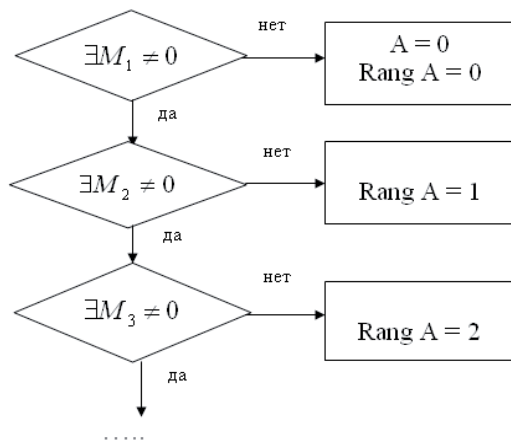 ∃M₁ ≠ 0
нет
A = 0
Rang A = 0
да
∃M₂ ≠ 0
нет
Rang A = 1
да
∃M₃ ≠ 0
нет
Rang A = 2
да
.....